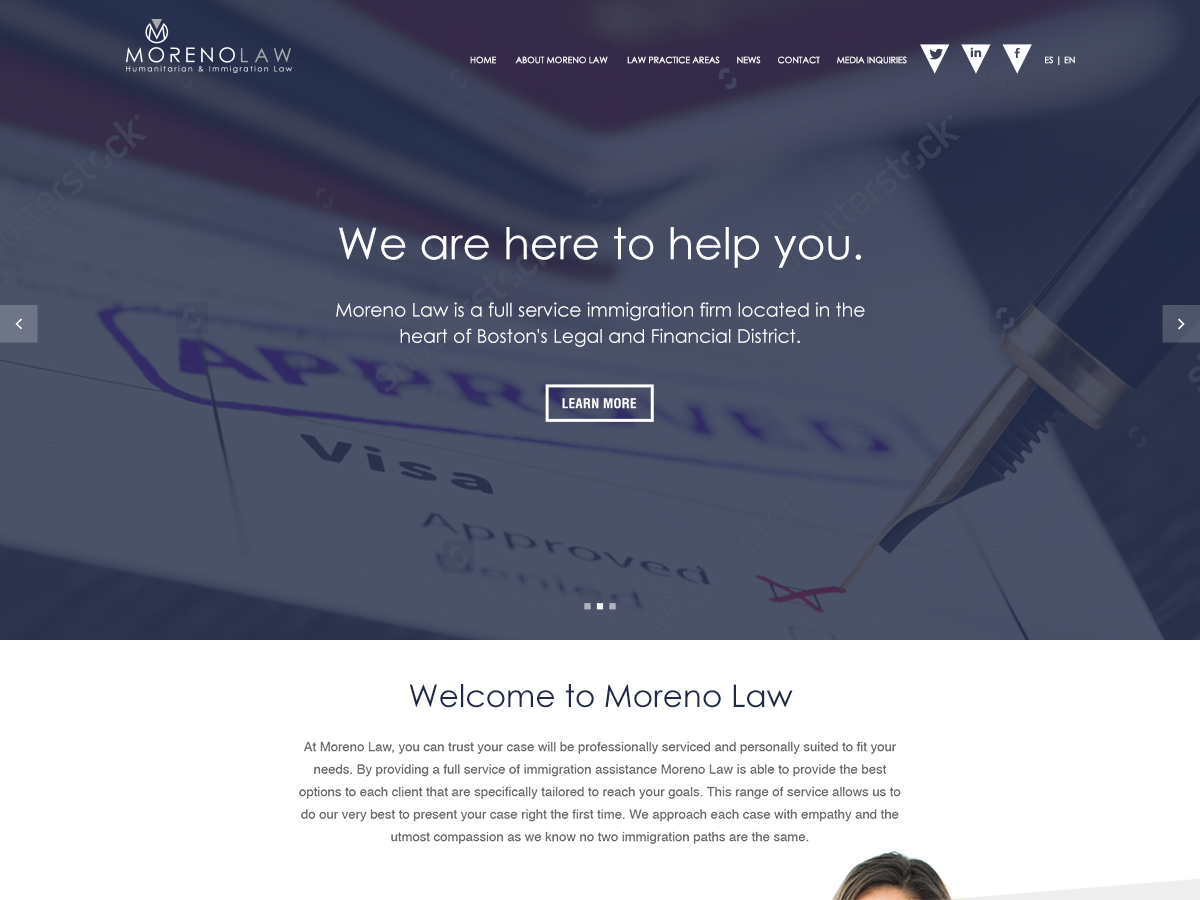 MORENOLAW
Humanitarian & Immigration Law
HOME ABOUT MORENO LAW LAW PRACTICE AREAS NEWS CONTACT MEDIA INQUIRIES ES | EN
in
f
shutterstock
shutterstock
We are here to help you.
shutterstock
Moreno Law is a full service immigration firm located in the
heart of Boston's Legal and Financial District.
APPROVED
LEARN MORE
Visa
Approved
Denied
shutterstock
Welcome to Moreno Law
At Moreno Law, you can trust your case will be professionally serviced and personally suited to fit your
needs. By providing a full service of immigration assistance Moreno Law is able to provide the best
options to each client that are specifically tailored to reach your goals. This range of service allows us to
do our very best to present your case right the first time. We approach each case with empathy and the
utmost compassion as we know no two immigration paths are the same.